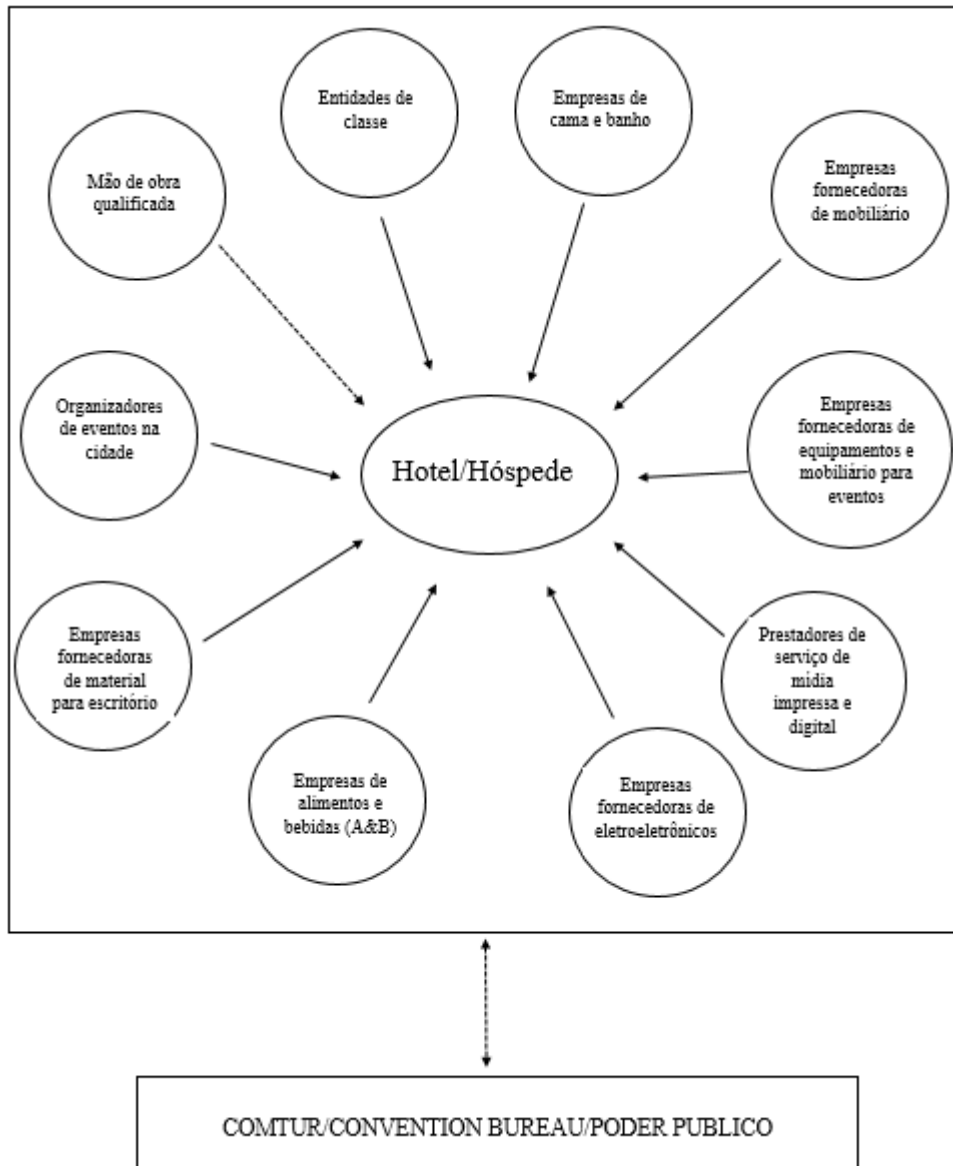 Entidades de
classe
Empresas de
cama e banho
Mão de obra
qualificada
Empresas
fornecedoras
de mobiliário
Organizadores
de eventos na
cidade
Hotel/Hóspede
Empresas
fornecedoras de
equipamentos e
mobiliário para
eventos
Empresas
fornecedoras
de material
para escritório
Prestadores de
serviço de
mídia
impressa e
digital
Empresas de
alimentos e
bebidas (A&B)
Empresas
fornecedoras de
eletroeletrônicos
COMTUR/CONVENTION BUREAU/PODER PUBLICO